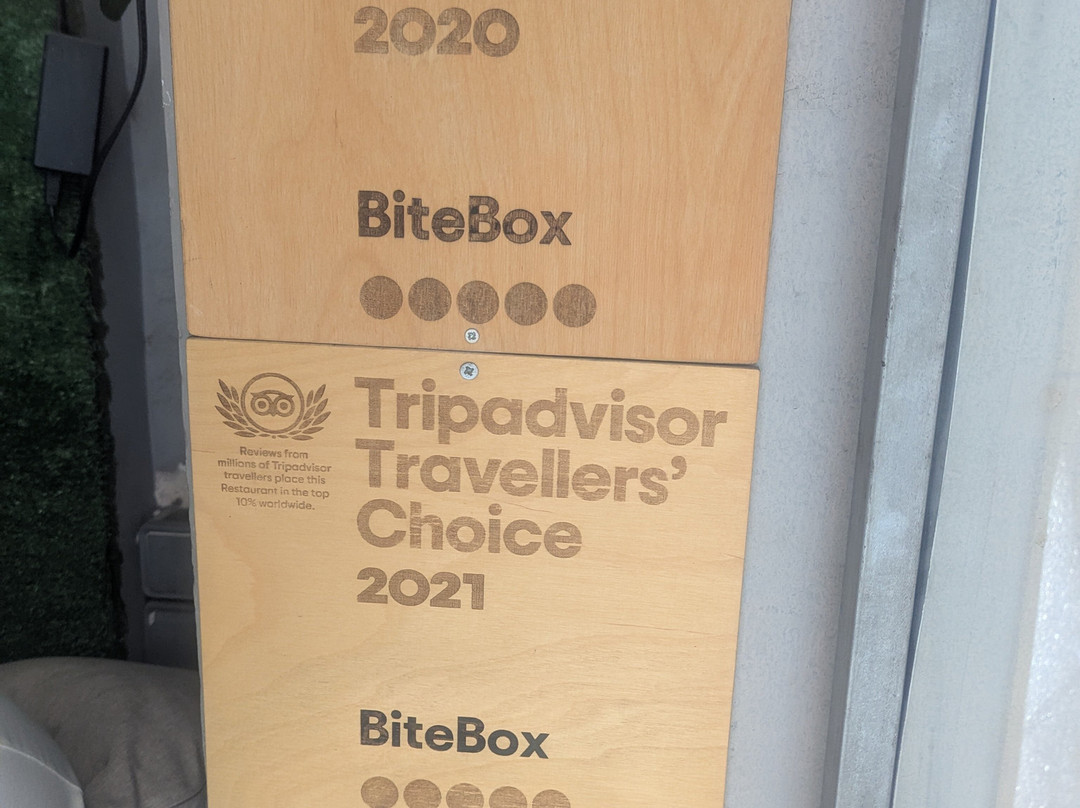 2020
BiteBox
Reviews from
millions of Tripadvisor
travellers place this
Restaurant in the top
10% worldwide.
Tripadvisor
Travellers’
Choice
2021
BiteBox